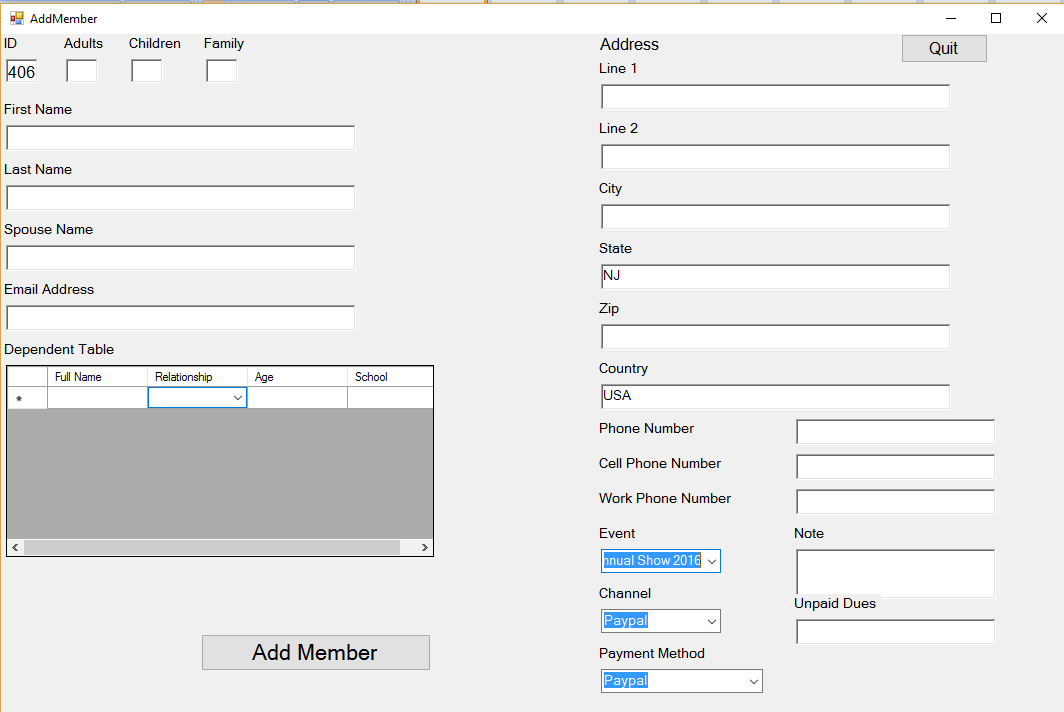 AddMember
ID Adults Children Family
406
First Name
Last Name
Spouse Name
Email Address
Dependent Table
Full Name Relationship Age School
*
Add Member
Address
Quit
Line 1
Line 2
City
State
NJ
Zip
Country
USA
Phone Number
Cell Phone Number
Work Phone Number
Event
nnual Show 2016
Note
Channel
Paypal
Unpaid Dues
Payment Method
Paypal